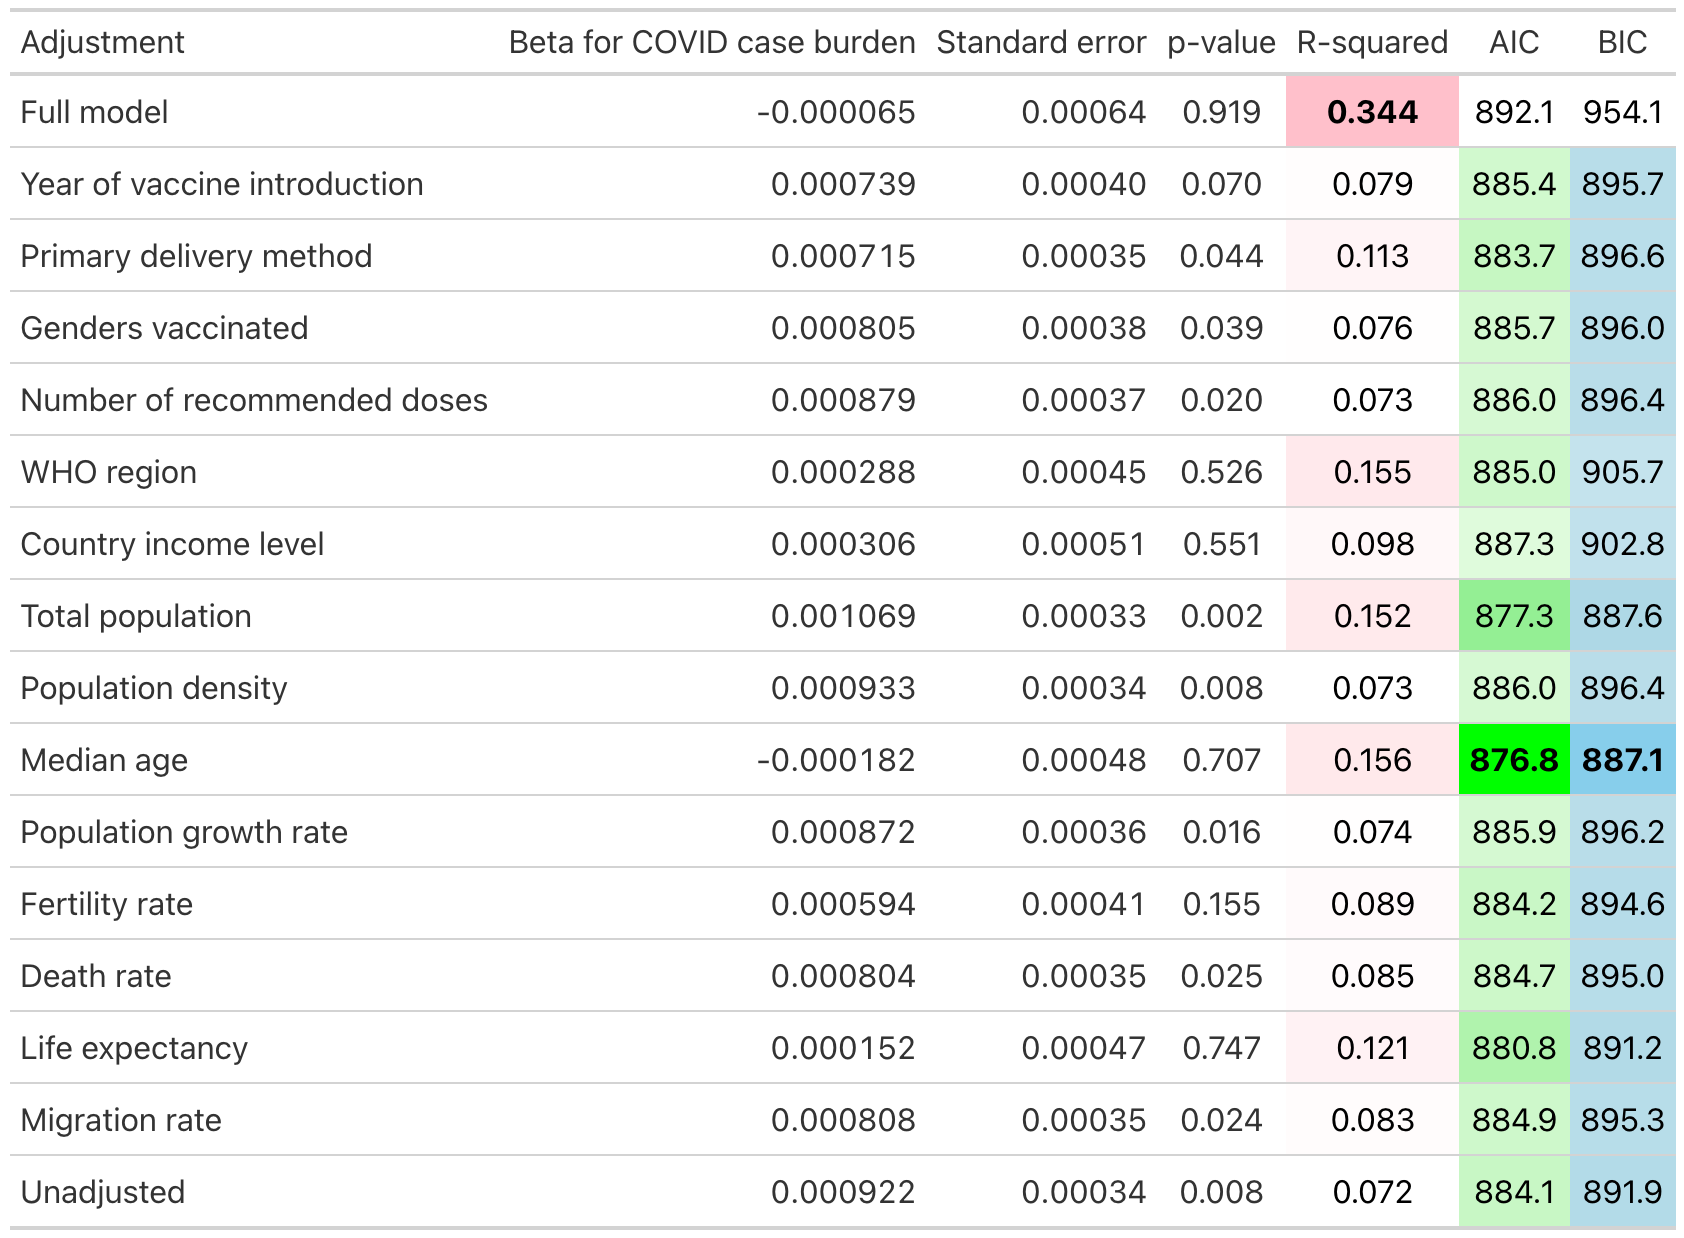 Adjustment Beta for COVID case burden Standard error p-value R-squared AIC BIC
Full model -0.000065 0.00064 0.919 0.344 892.1 954.1
Year of vaccine introduction 0.000739 0.00040 0.070 0.079 885.4 895.7
Primary delivery method 0.000715 0.00035 0.044 0.113 883.7 896.6
Genders vaccinated 0.000805 0.00038 0.039 0.076 885.7 896.0
Number of recommended doses 0.000879 0.00037 0.020 0.073 886.0 896.4
WHO region 0.000288 0.00045 0.526 0.155 885.0 905.7
Country income level 0.000306 0.00051 0.551 0.098 887.3 902.8
Total population 0.001069 0.00033 0.002 0.152 877.3 887.6
Population density 0.000933 0.00034 0.008 0.073 886.0 896.4
Median age -0.000182 0.00048 0.707 0.156 876.8 887.1
Population growth rate 0.000872 0.00036 0.016 0.074 885.9 896.2
Fertility rate 0.000594 0.00041 0.155 0.089 884.2 894.6
Death rate 0.000804 0.00035 0.025 0.085 884.7 895.0
Life expectancy 0.000152 0.00047 0.747 0.121 880.8 891.2
Migration rate 0.000808 0.00035 0.024 0.083 884.9 895.3
Unadjusted 0.000922 0.00034 0.008 0.072 884.1 891.9